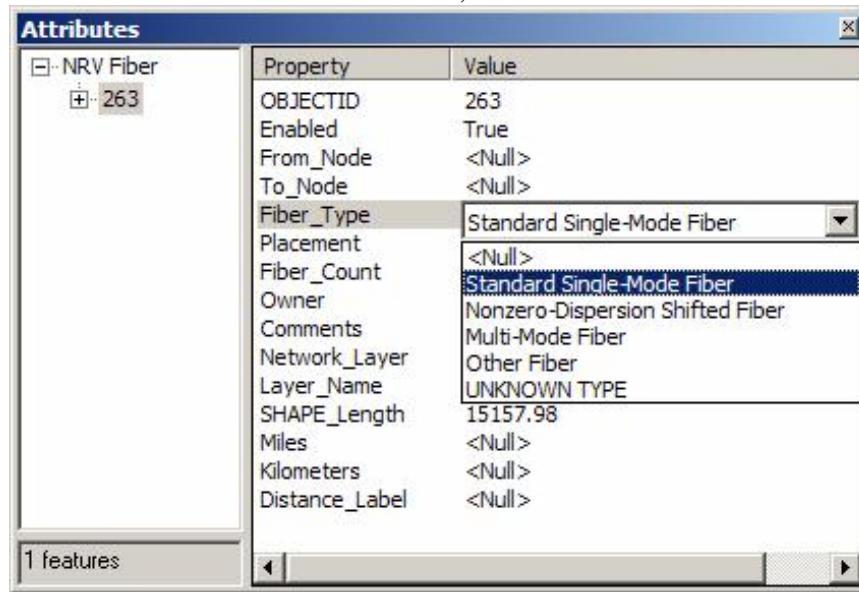 Attributes
NRV Fiber
263
Property Value
OBJECTID 263
Enabled True
From_Node <Null>
To_Node <Null>
Fiber_Type Standard Single-Mode Fiber
Placement <Null>
Fiber_Count Standard Single-Mode Fiber
Owner Nonzero-Dispersion Shifted Fiber
Comments Multi-Mode Fiber
Network_Layer Other Fiber
Layer_Name UNKNOWN TYPE
SHAPE_Length 15157.98
Miles <Null>
Kilometers <Null>
Distance_Label <Null>
1 features